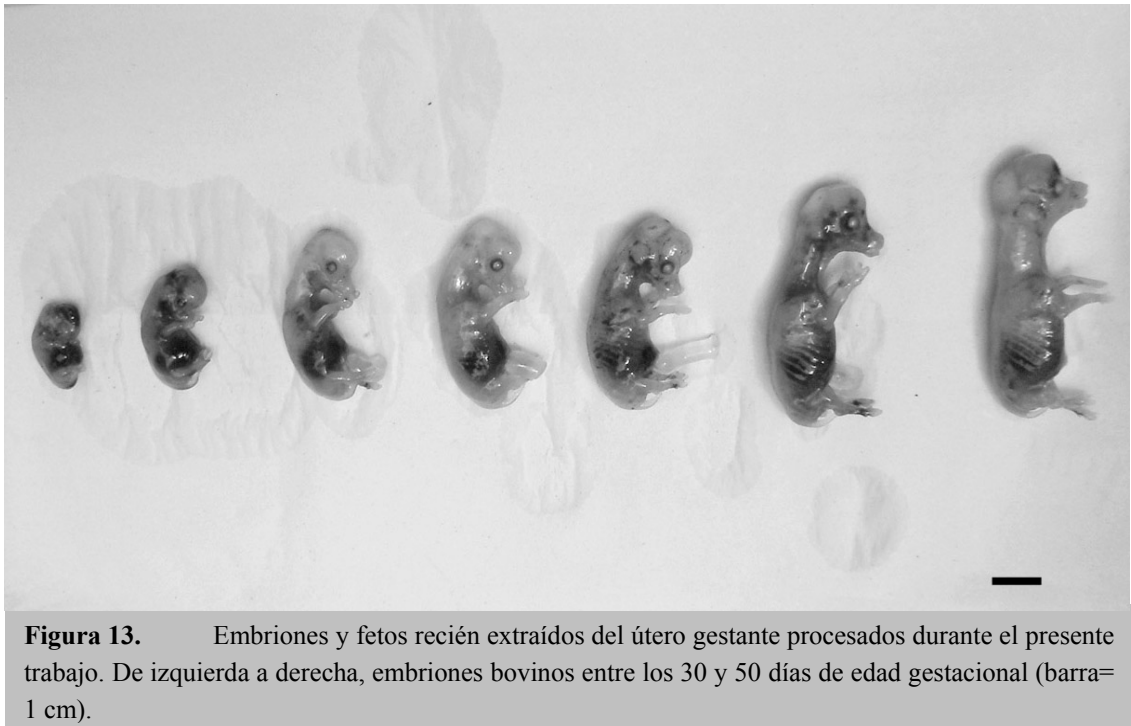 Figura 13. Embriones y fetos recién extraídos del útero gestante procesados durante el presente
trabajo. De izquierda a derecha, embriones bovinos entre los 30 y 50 días de edad gestacional (barra=
1 cm).